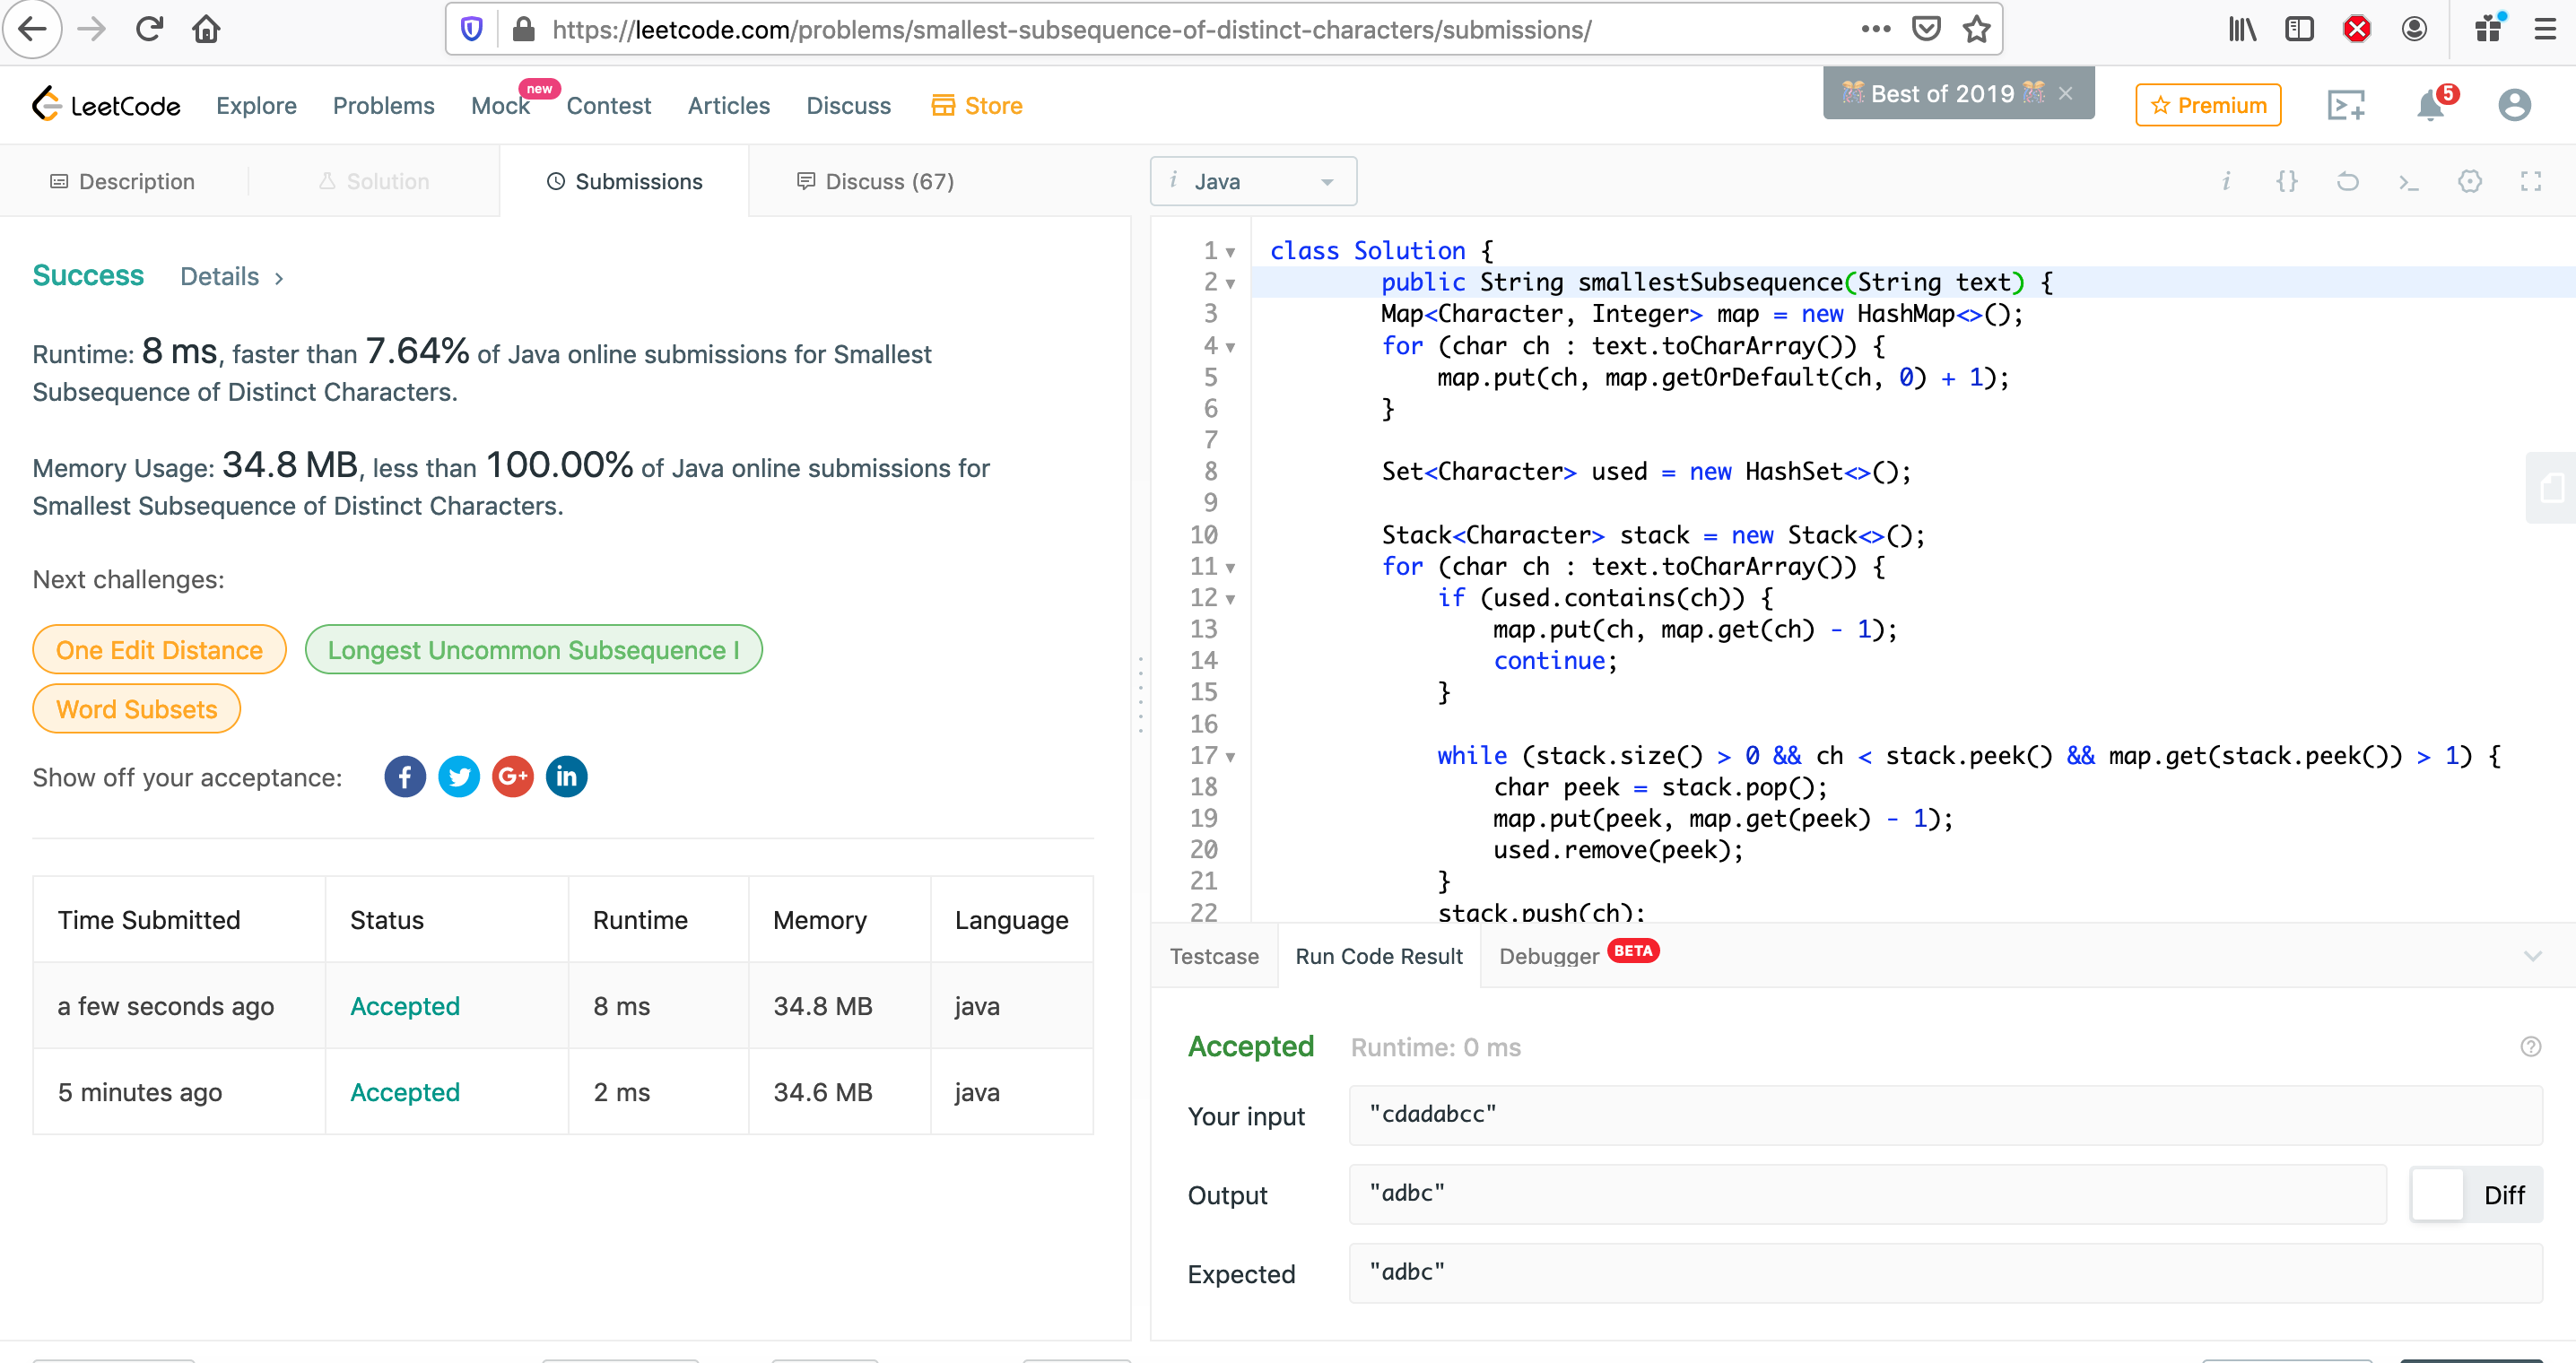 https://leetcode.com/problems/smallest-subsequence-of-distinct-characters/submissions/
LeetCode Explore Problems Mock new Contest Articles Discuss Store Best of 2019 × Premium 5
Description Solution Submissions Discuss (67) i Java
Success Details >
Runtime: 8 ms, faster than 7.64% of Java online submissions for Smallest
Subsequence of Distinct Characters.
Memory Usage: 34.8 MB, less than 100.00% of Java online submissions for
Smallest Subsequence of Distinct Characters.
Next challenges:
One Edit Distance Longest Uncommon Subsequence I
Word Subsets
Show off your acceptance: f G+ in
Time Submitted Status Runtime Memory Language
a few seconds ago Accepted 8 ms 34.8 MB java
5 minutes ago Accepted 2 ms 34.6 MB java
1 class Solution {
2 public String smallestSubsequence(String text) {
3 Map<Character, Integer> map = new HashMap<>();
4 for (char ch : text.toCharArray()) {
5 map.put(ch, map.getOrDefault(ch, 0) + 1);
6 }
7
8 Set<Character> used = new HashSet<>();
9
10 Stack<Character> stack = new Stack<>();
11 for (char ch : text.toCharArray()) {
12 if (used.contains(ch)) {
13 map.put(ch, map.get(ch) - 1);
14 continue;
15 }
16
17 while (stack.size() > 0 && ch < stack.peek() && map.get(stack.peek()) > 1) {
18 char peek = stack.pop();
19 map.put(peek, map.get(peek) - 1);
20 used.remove(peek);
21 }
22 stack.push(ch);
Testcase Run Code Result Debugger BETA
Accepted Runtime: 0 ms
Your input "cdadabcc"
Output "adbc" Diff
Expected "adbc"